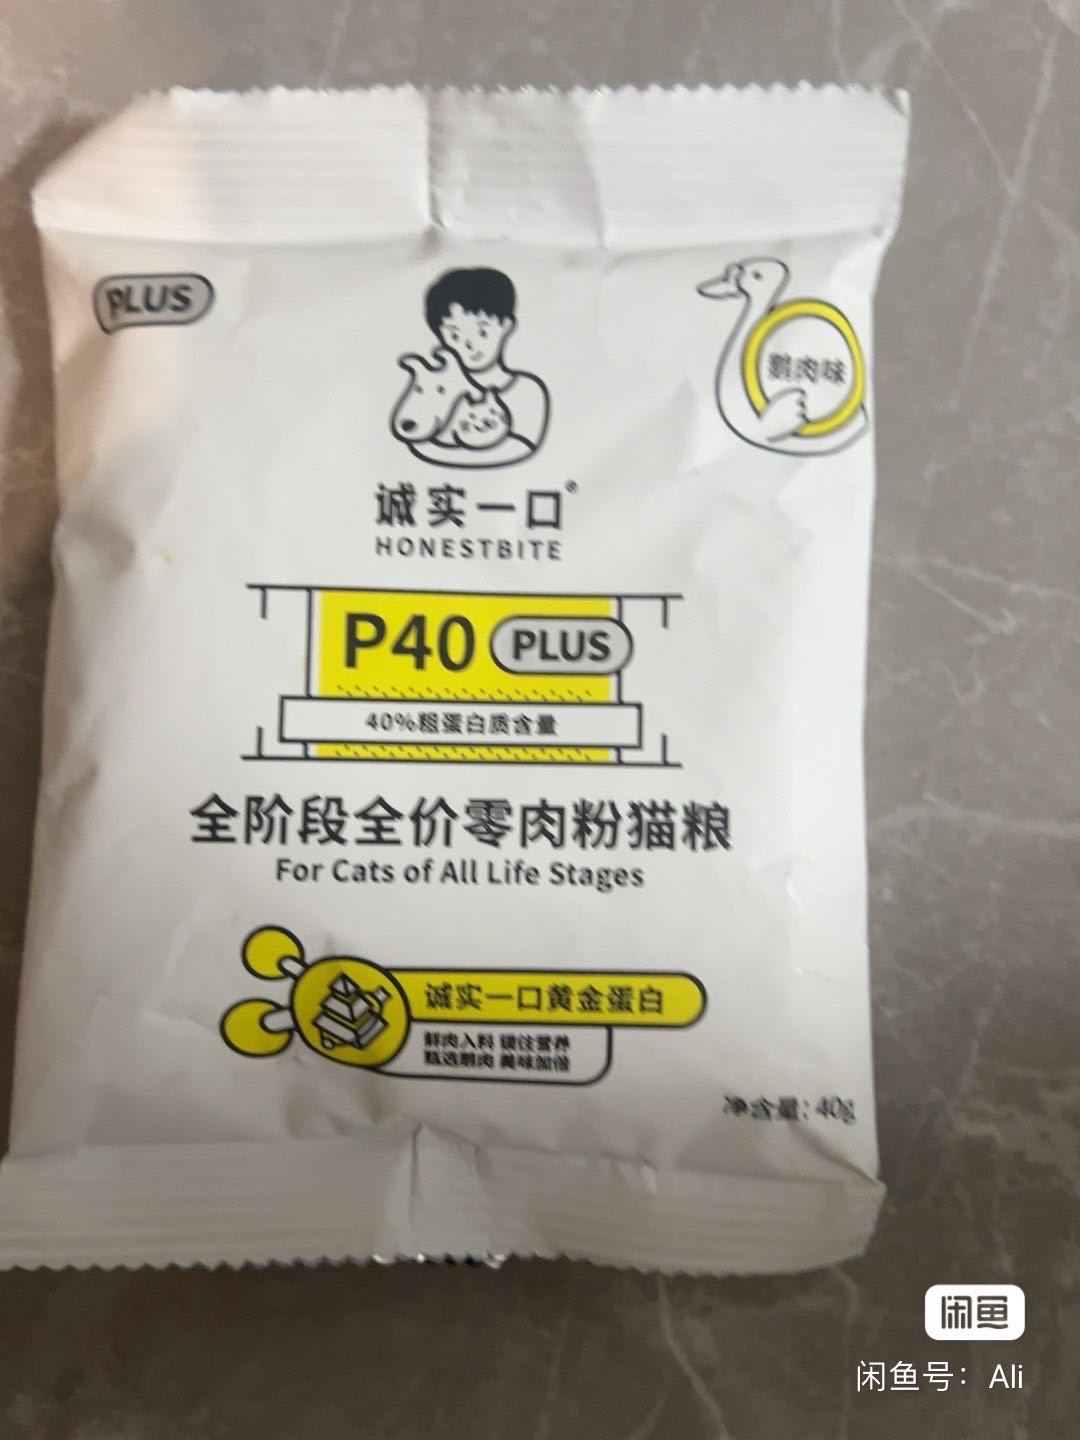 PLUS
鹅肉味
诚实一口®
HONESTBITE
P40 PLUS
40%粗蛋白质含量
全阶段全价零肉粉猫粮
For Cats of All Life Stages
诚实一口黄金蛋白
鲜肉入料 锁住营养
甄选鹅肉 美味加倍
净含量：40g
闲鱼
闲鱼号：Ali